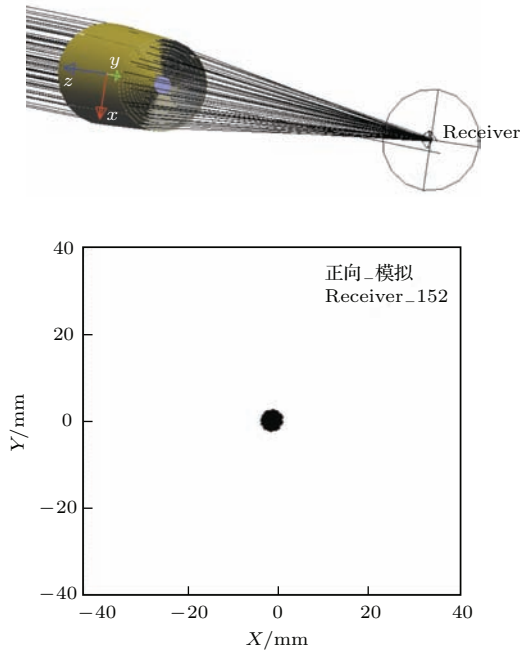 y
z
x
Receiver
40
正向_模拟
Receiver_152
20
Y/mm
0
−20
−40
−40 −20 0 20 40
X/mm